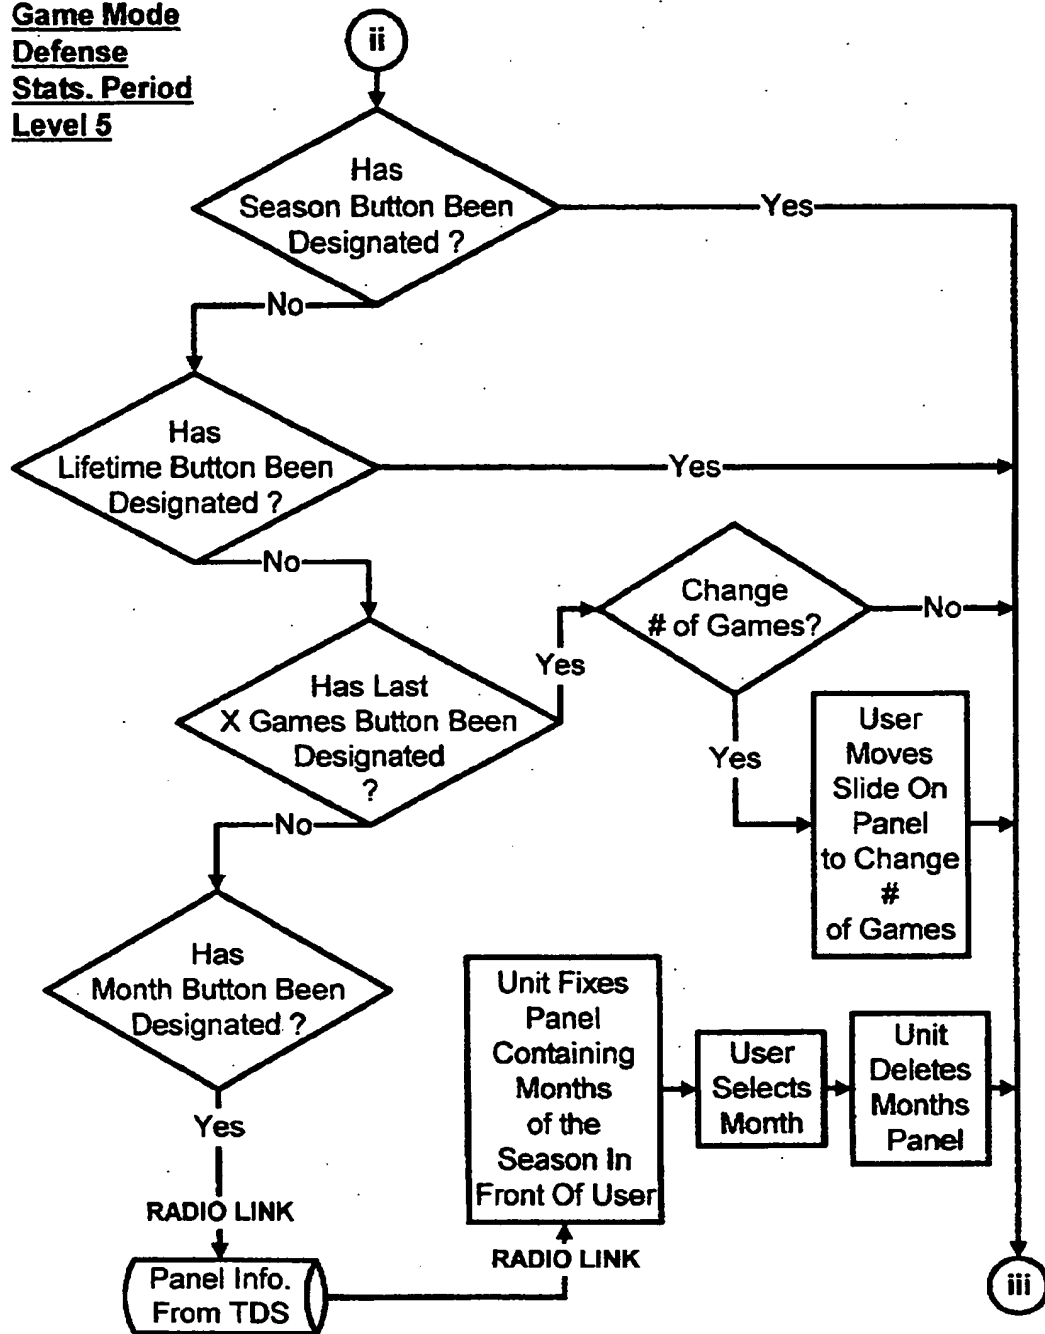 Game Mode
Defense
Stats. Period
Level 5
ii
Has
Season Button Been
Designated ?
Yes
No
Has
Lifetime Button Been
Designated ?
Yes
No
Change
# of Games?
No
Yes
Has Last
X Games Button Been
Designated
?
Yes
User
Moves
Slide On
Panel
to Change
#
of Games
No
Has
Month Button Been
Designated ?
Unit Fixes
Panel
Containing
Months
of the
Season In
Front Of User
User
Selects
Month
Unit
Deletes
Months
Panel
Yes
RADIO LINK
RADIO LINK
Panel Info.
From TDS
iii